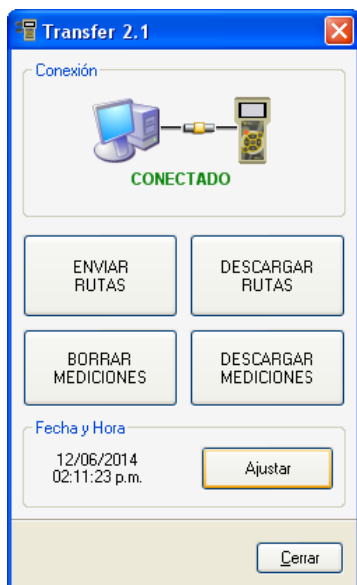 Transfer 2.1
Conexión
CONECTADO
ENVIAR
RUTAS
DESCARGAR
RUTAS
BORRAR
MEDICIONES
DESCARGAR
MEDICIONES
Fecha y Hora
12/06/2014
02:11:23 p.m.
Ajustar
Cerrar